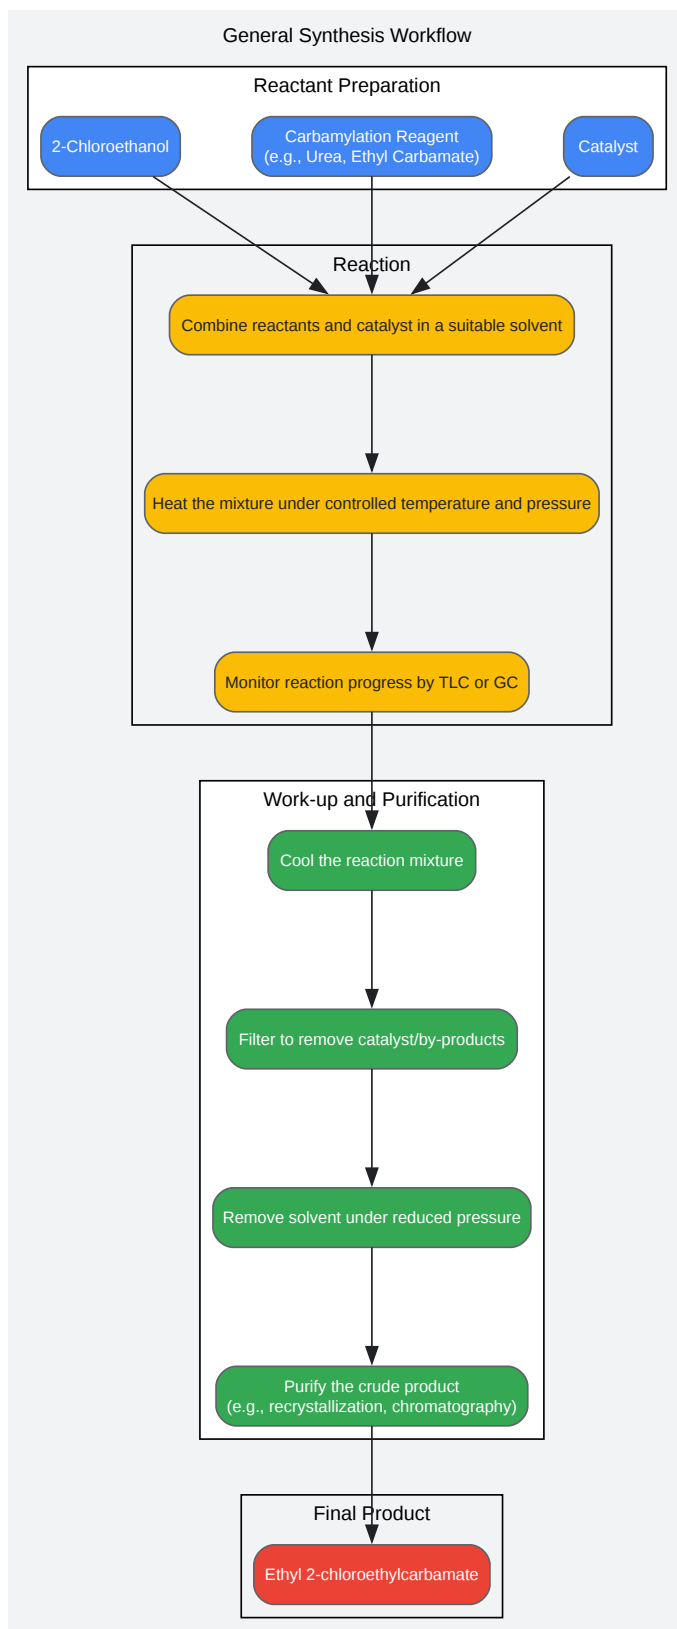 General Synthesis Workflow
Reactant Preparation
2-Chloroethanol
Carbamylation Reagent
(e.g., Urea, Ethyl Carbamate)
Catalyst
Reaction
Combine reactants and catalyst in a suitable solvent
Heat the mixture under controlled temperature and pressure
Monitor reaction progress by TLC or GC
Work-up and Purification
Cool the reaction mixture
Filter to remove catalyst/by-products
Remove solvent under reduced pressure
Purify the crude product
(e.g., recrystallization, chromatography)
Final Product
Ethyl 2-chloroethylcarbamate